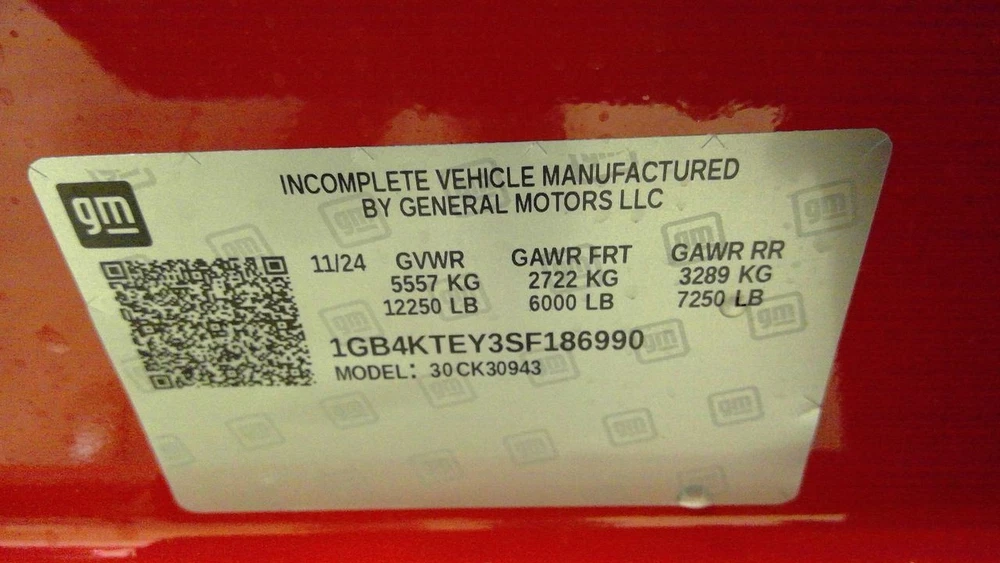 INCOMPLETE VEHICLE MANUFACTURED
BY GENERAL MOTORS LLC
gm
11/24 GVWR GAWR FRT GAWR RR
5557 KG 2722 KG 3289 KG
12250 LB 6000 LB 7250 LB
1GB4KTEY3SF186990
MODEL: 30CK30943